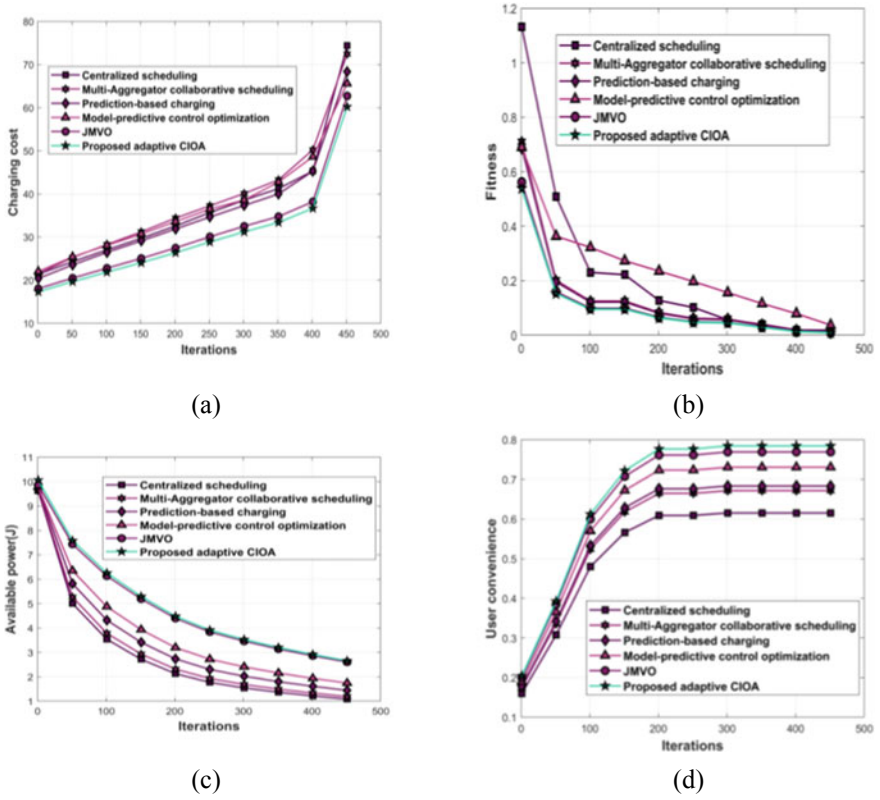 80
70
60
50
40
30
20
10
Charging cost
Centralized scheduling
Multi-Aggregator collaborative scheduling
Prediction-based charging
Model-predictive control optimization
JMVO
Proposed adaptive CIOA
0 50 100 150 200 250 300 350 400 450 500
Iterations
(a)
1.2
1
0.8
0.6
0.4
0.2
0
Fitness
Centralized scheduling
Multi-Aggregator collaborative scheduling
Prediction-based charging
Model-predictive control optimization
JMVO
Proposed adaptive CIOA
0 100 200 300 400 500
Iterations
(b)
11
10
9
8
7
6
5
4
3
2
1
Available power(J)
Centralized scheduling
Multi-Aggregator collaborative scheduling
Prediction-based charging
Model-predictive control optimization
JMVO
Proposed adaptive CIOA
0 100 200 300 400 500
Iterations
(c)
0.8
0.7
0.6
0.5
0.4
0.3
0.2
0.1
User convenience
Centralized scheduling
Multi-Aggregator collaborative scheduling
Prediction-based charging
Model-predictive control optimization
JMVO
Proposed adaptive CIOA
0 100 200 300 400 500
Iterations
(d)